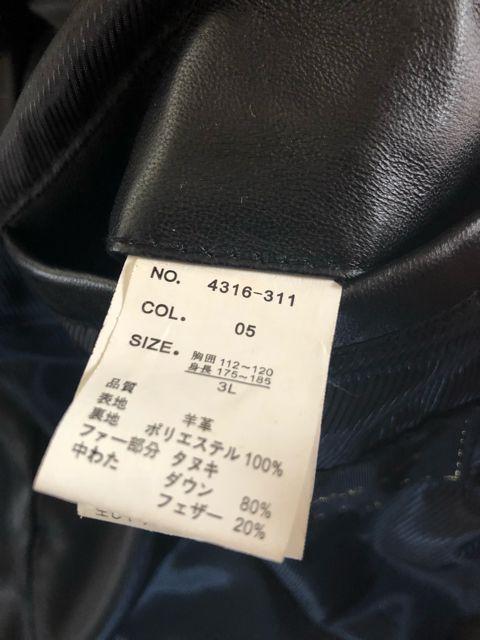 NO. 4316-311
COL. 05
SIZE. 胸囲 112~120
身長 175~185
3L
品質
表地 羊革
裏地 ポリエステル 100%
ファー部分 タヌキ
中わた ダウン 80%
フェザー 20%